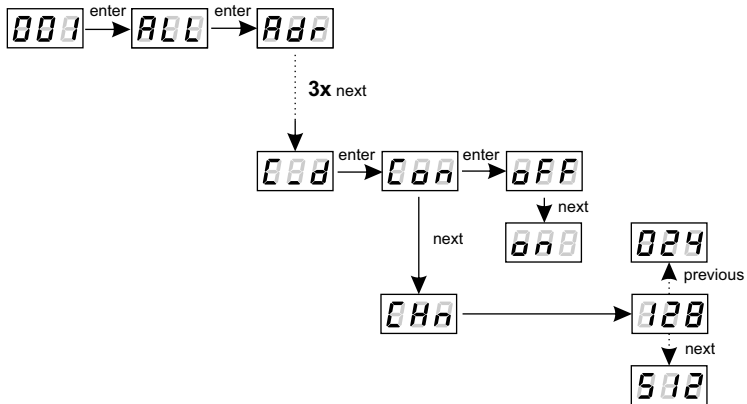 001 enter ALL enter Adr
3x next
C_d enter Con enter oFF
next
next
on
024
previous
CHn
128
next
512